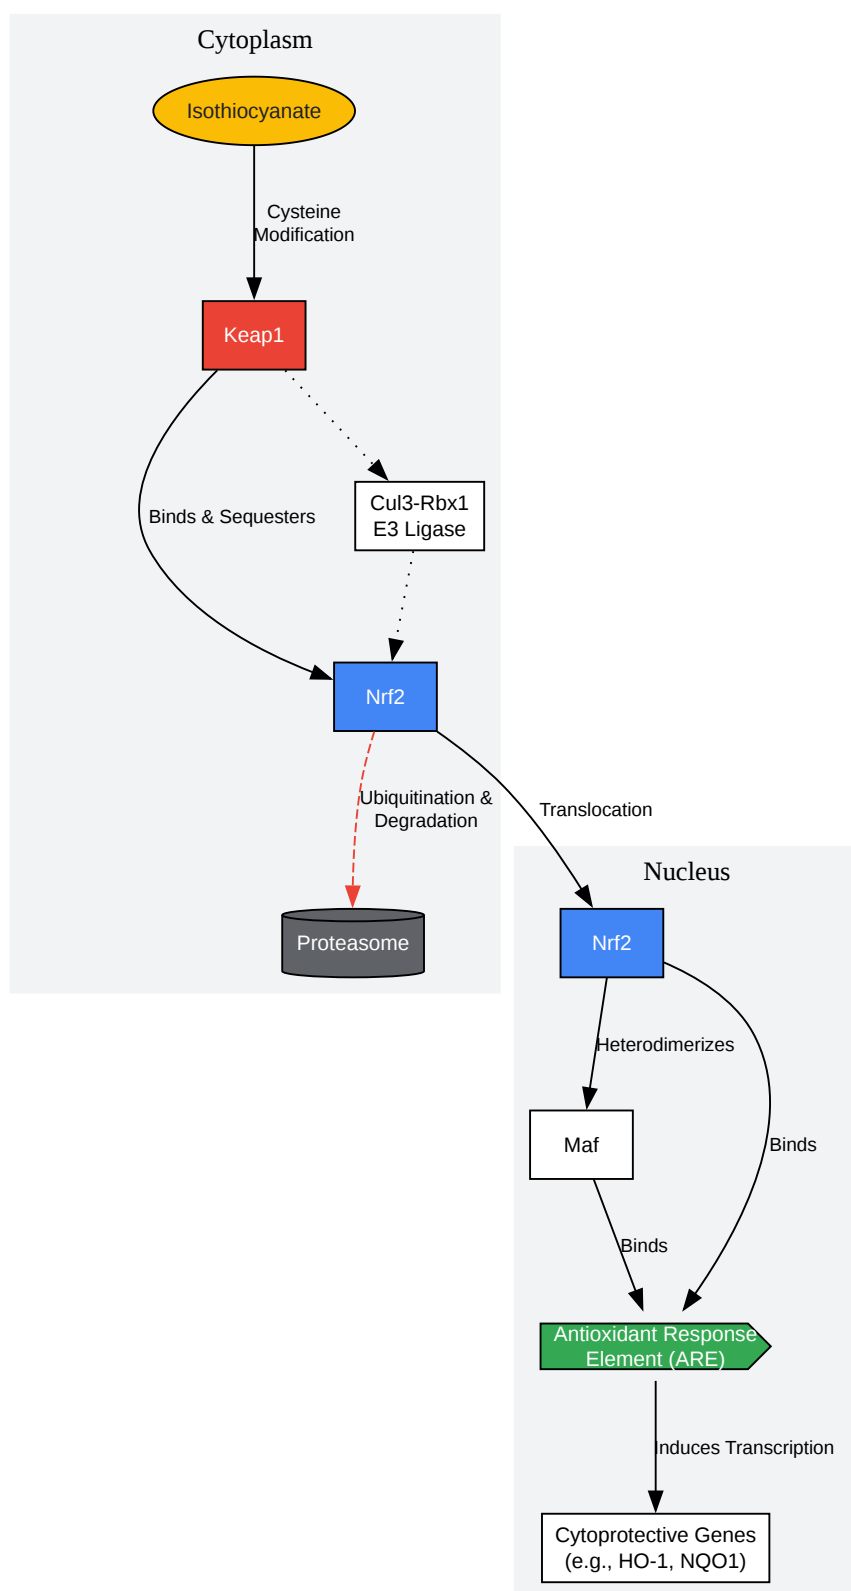 Cytoplasm
Isothiocyanate
Cysteine
Modification
Keap1
Cul3-Rbx1
E3 Ligase
Binds & Sequesters
Nrf2
Ubiquitination &
Degradation
Translocation
Proteasome
Nucleus
Nrf2
Heterodimerizes
Maf
Binds
Binds
Antioxidant Response
Element (ARE)
Induces Transcription
Cytoprotective Genes
(e.g., HO-1, NQO1)